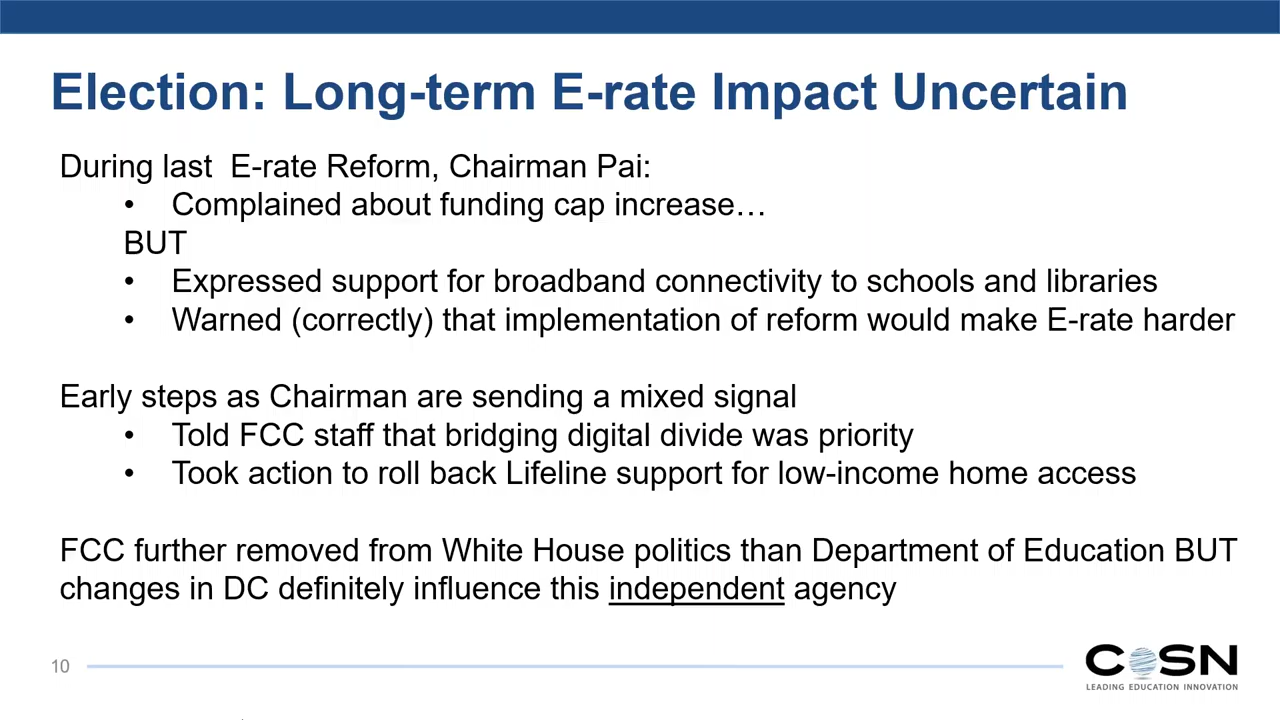 Election: Long-term E-rate Impact Uncertain
During last  E-rate Reform, Chairman Pai:
• Complained about funding cap increase…
BUT
• Expressed support for broadband connectivity to schools and libraries
• Warned (correctly) that implementation of reform would make E-rate harder
Early steps as Chairman are sending a mixed signal
• Told FCC staff that bridging digital divide was priority
• Took action to roll back Lifeline support for low-income home access
FCC further removed from White House politics than Department of Education BUT
changes in DC definitely influence this independent agency
10
COSN
LEADING EDUCATION INNOVATION